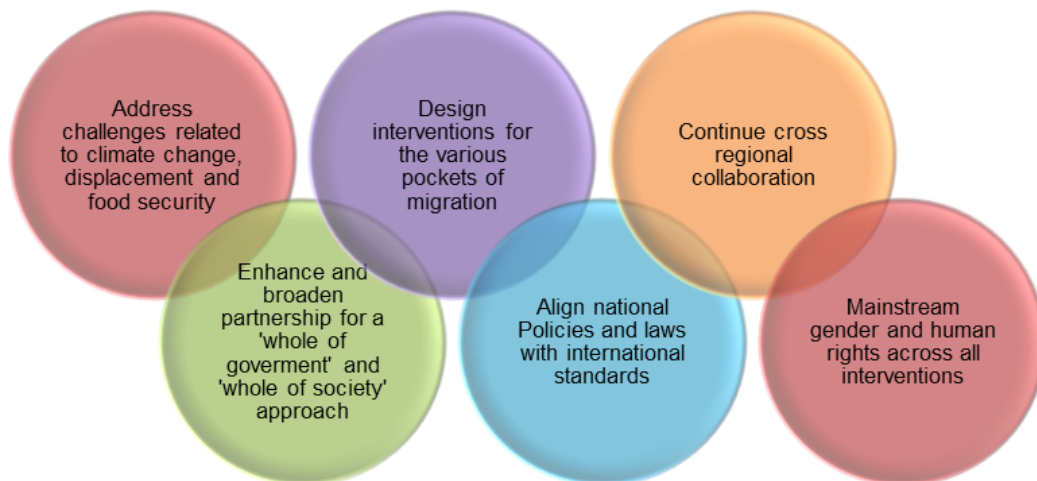 Address
challenges related
to climate change,
displacement and
food security
Enhance and
broaden
partnership for a
'whole of
goverment' and
'whole of society'
approach
Design
interventions for
the various
pockets of
migration
Align national
Policies and laws
with international
standards
Continue cross
regional
collaboration
Mainstream
gender and human
rights across all
interventions